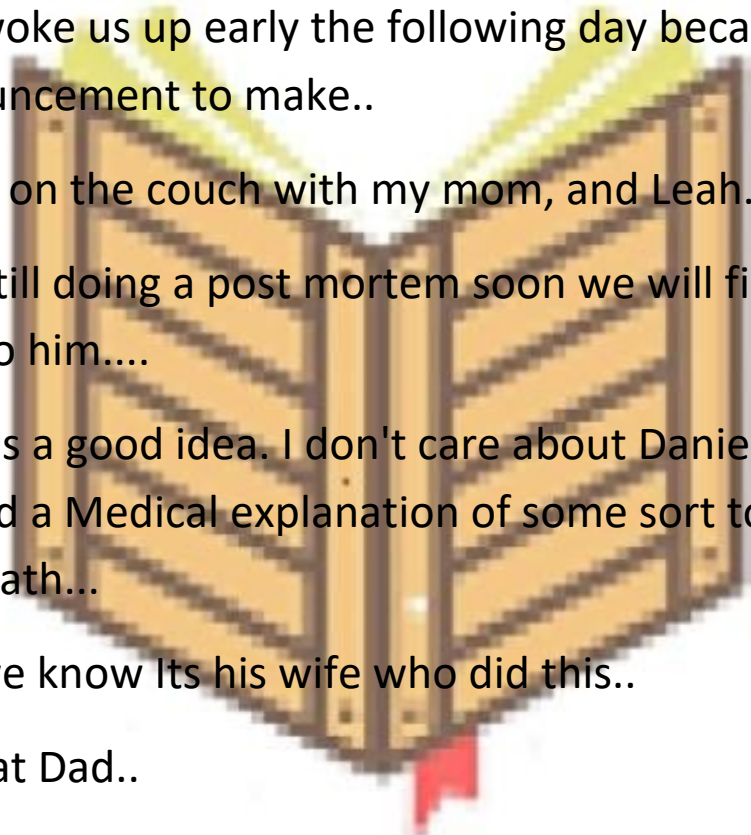 woke us up early the following day beca
uncement to make..
on the couch with my mom, and Leah.
till doing a post mortem soon we will fi
o him....
s a good idea. I don't care about Danie
d a Medical explanation of some sort to
ath...
ve know Its his wife who did this..
at Dad..